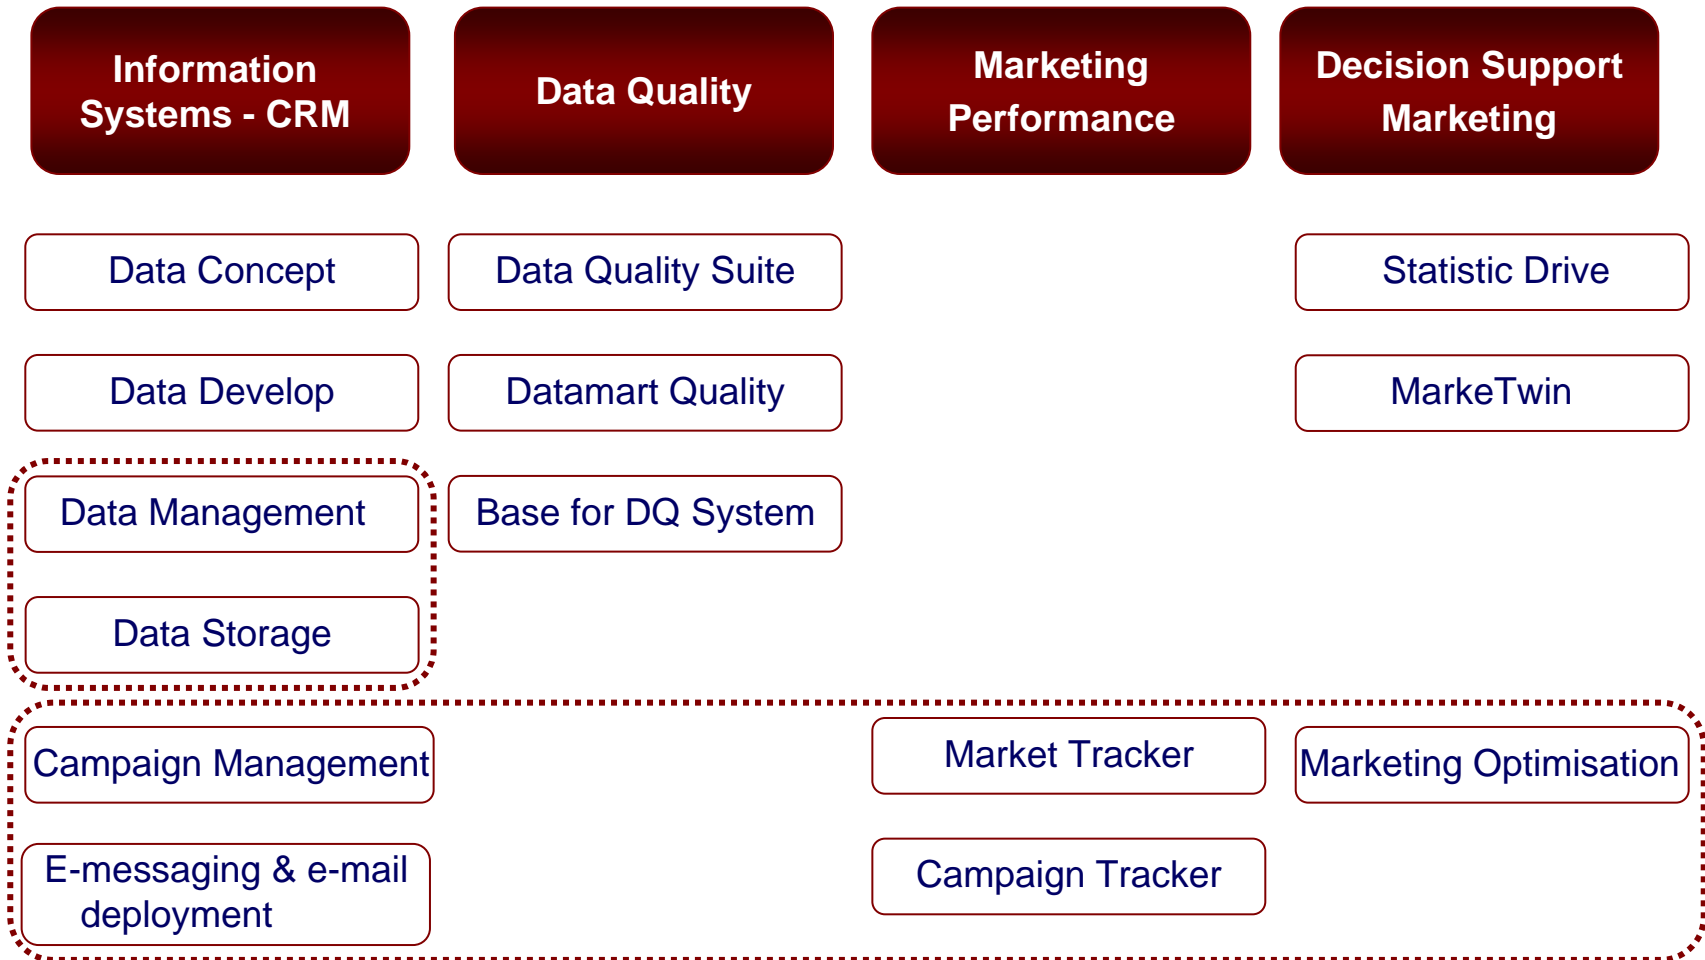 Information
Systems - CRM
Data Quality
Marketing
Performance
Decision Support
Marketing
Data Concept
Data Quality Suite
Statistic Drive
Data Develop
Datamart Quality
MarkeTwin
Data Management
Base for DQ System
Data Storage
Campaign Management
Market Tracker
Marketing Optimisation
E-messaging & e-mail
deployment
Campaign Tracker